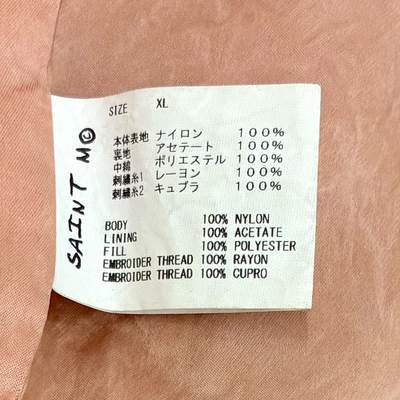 SAINT M©
SIZE XL
本体表地 ナイロン 100%
裏地 アセテート 100%
中綿 ポリエステル 100%
刺繍糸1 レーヨン 100%
刺繍糸2 キュプラ 100%
BODY 100% NYLON
LINING 100% ACETATE
FILL 100% POLYESTER
EMBROIDER THREAD 100% RAYON
EMBROIDER THREAD 100% CUPRO